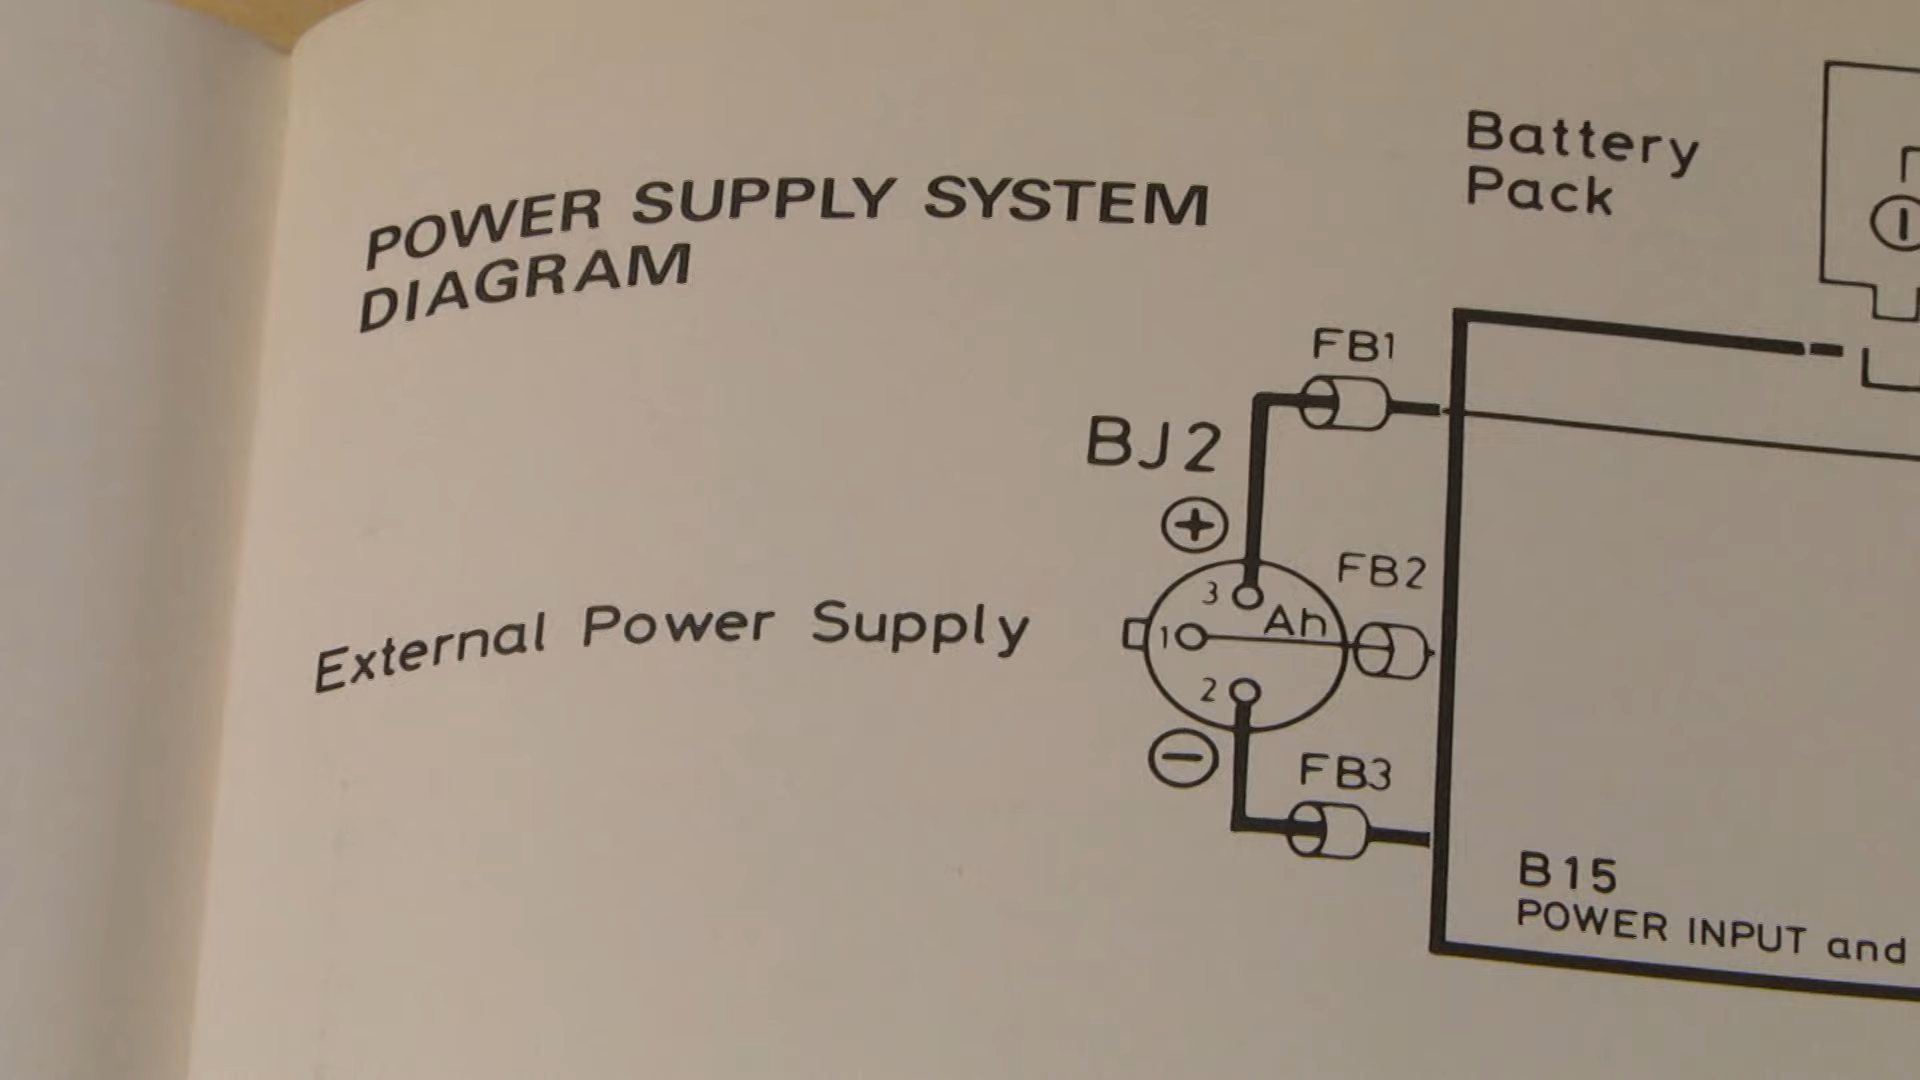 POWER SUPPLY SYSTEM
DIAGRAM
Battery
Pack
FB1
BJ2
+
FB2
3
Ah
1
External Power Supply
2
−
FB3
B15
POWER INPUT and